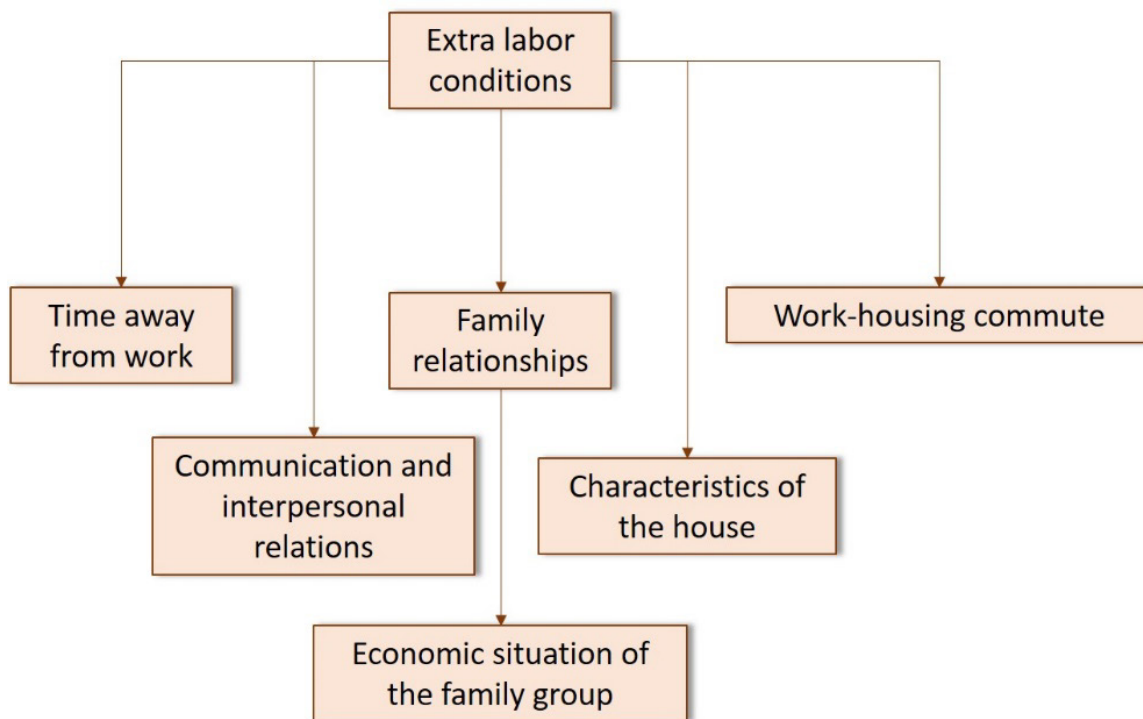 Extra labor
conditions
Time away
from work
Family
relationships
Work-housing commute
Communication and
interpersonal
relations
Characteristics of
the house
Economic situation of
the family group